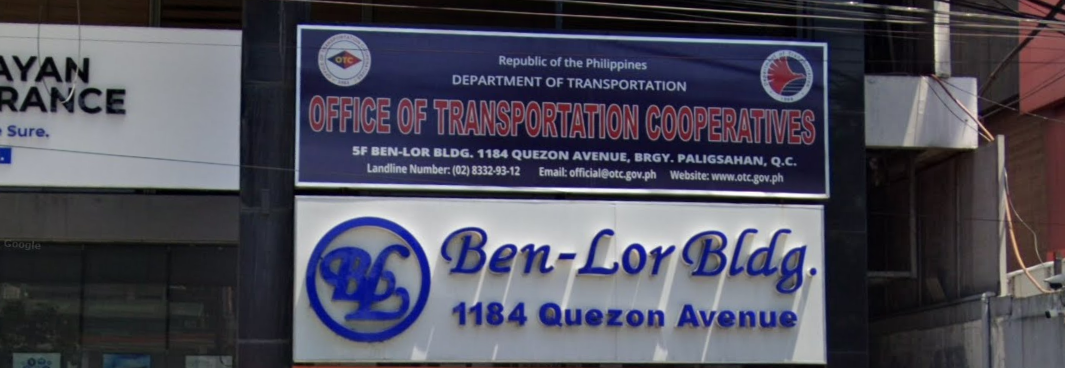 AYAN
RANCE
Sure.
OTC
Republic of the Philippines
DEPARTMENT OF TRANSPORTATION
OFFICE OF TRANSPORTATION COOPERATIVES
5F BEN-LOR BLDG. 1184 QUEZON AVENUE, BRGY. PALIGSAHAN, Q.C.
Landline Number: (02) 8332-93-12 Email: official@otc.gov.ph Website: www.otc.gov.ph
BLB
Ben-Lor Bldg.
1184 Quezon Avenue
Google